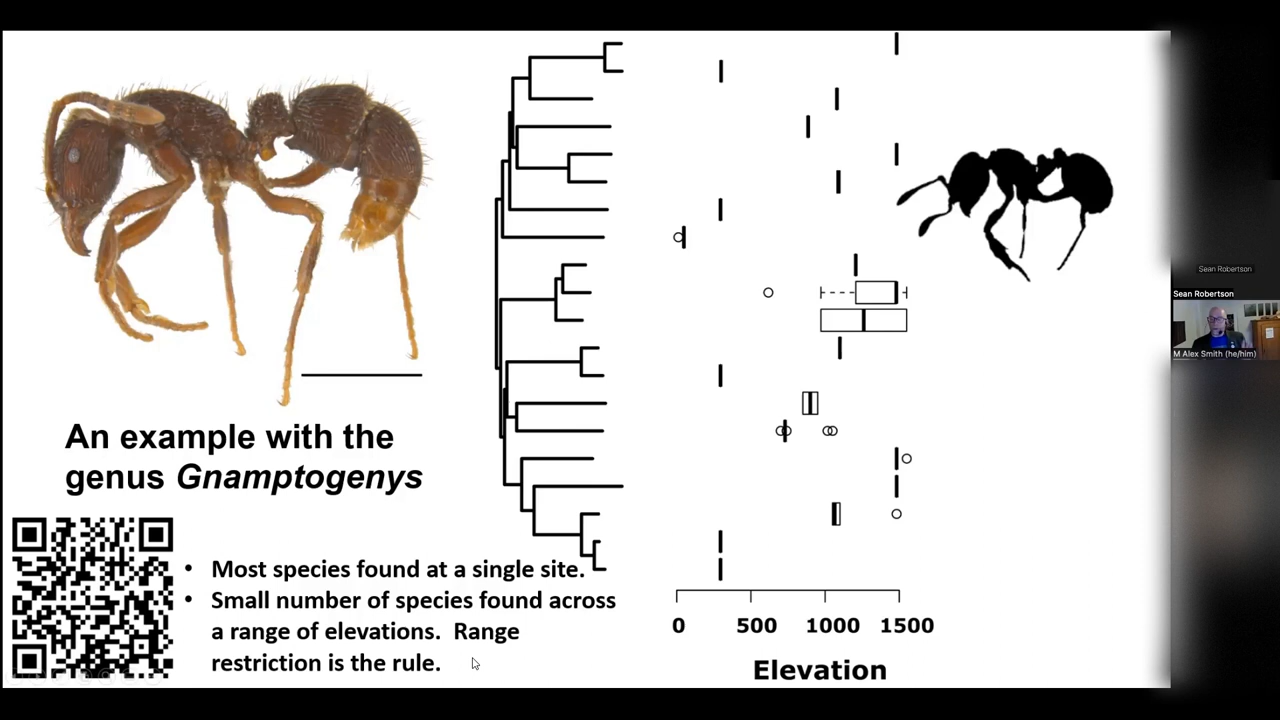 An example with the
genus Gnamptogenys
• Most species found at a single site.
• Small number of species found across
a range of elevations. Range
restriction is the rule.
0 500 1000 1500
Elevation
Sean Robertson
Sean Robertson
M Alex Smith (he/him)